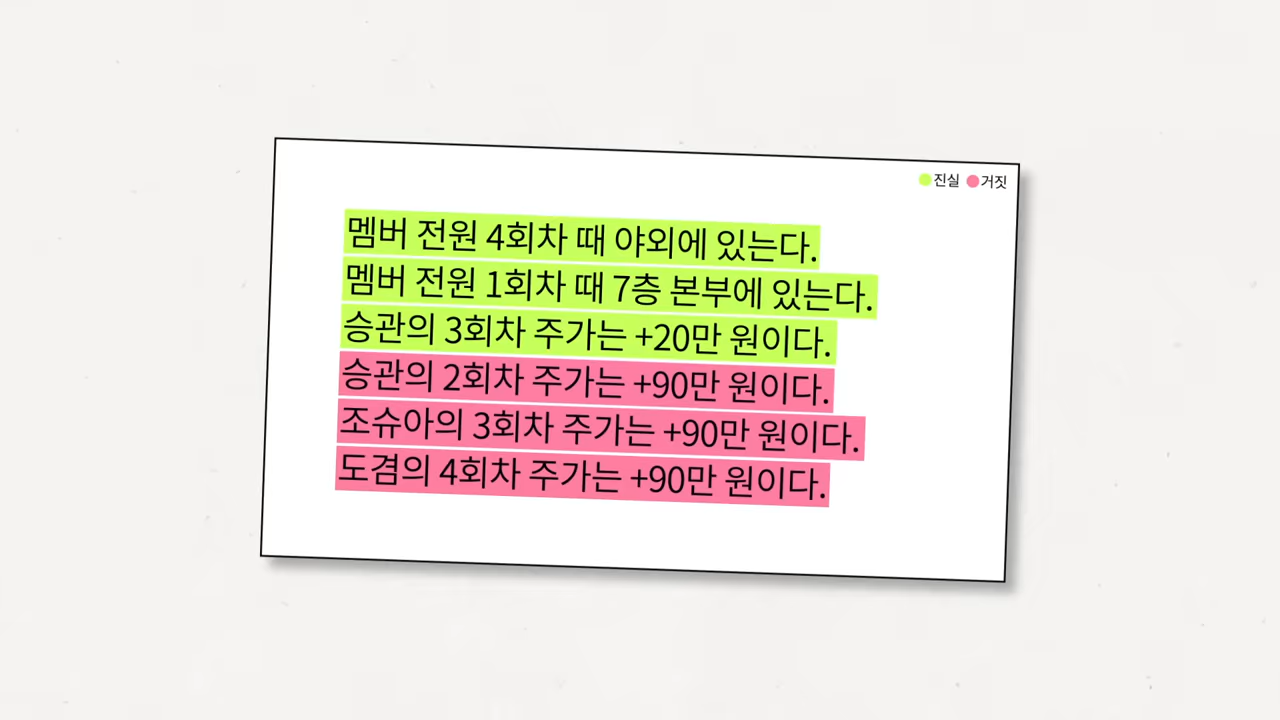 진실 거짓
멤버 전원 4회차 때 야외에 있는다.
멤버 전원 1회차 때 7층 본부에 있는다.
승관의 3회차 주가는 +20만 원이다.
승관의 2회차 주가는 +90만 원이다.
조슈아의 3회차 주가는 +90만 원이다.
도겸의 4회차 주가는 +90만 원이다.